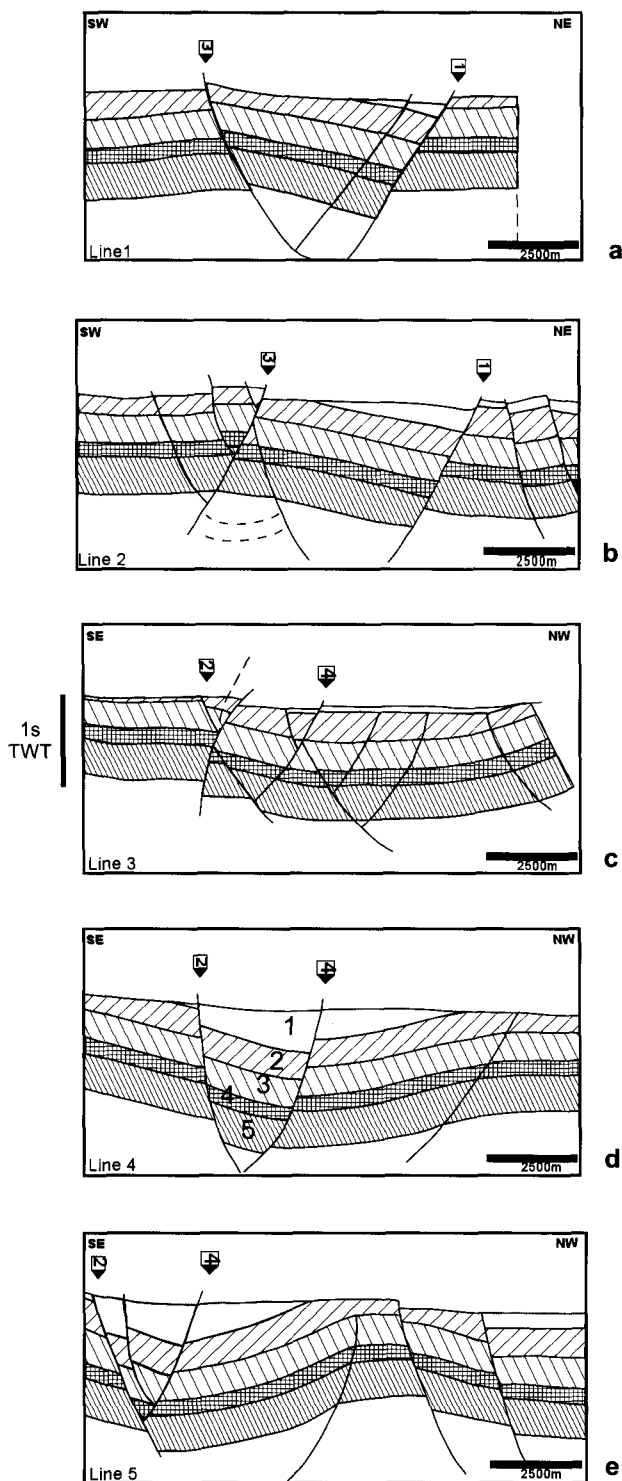 SW NE
3 1
Line1
2500m
a
SW NE
3 1
Line 2
2500m
b
SE NW
2 4
1s
TWT
Line 3
2500m
c
SE NW
2 4
1
2
3
4
5
Line 4
2500m
d
SE NW
2 4
Line 5
2500m
e